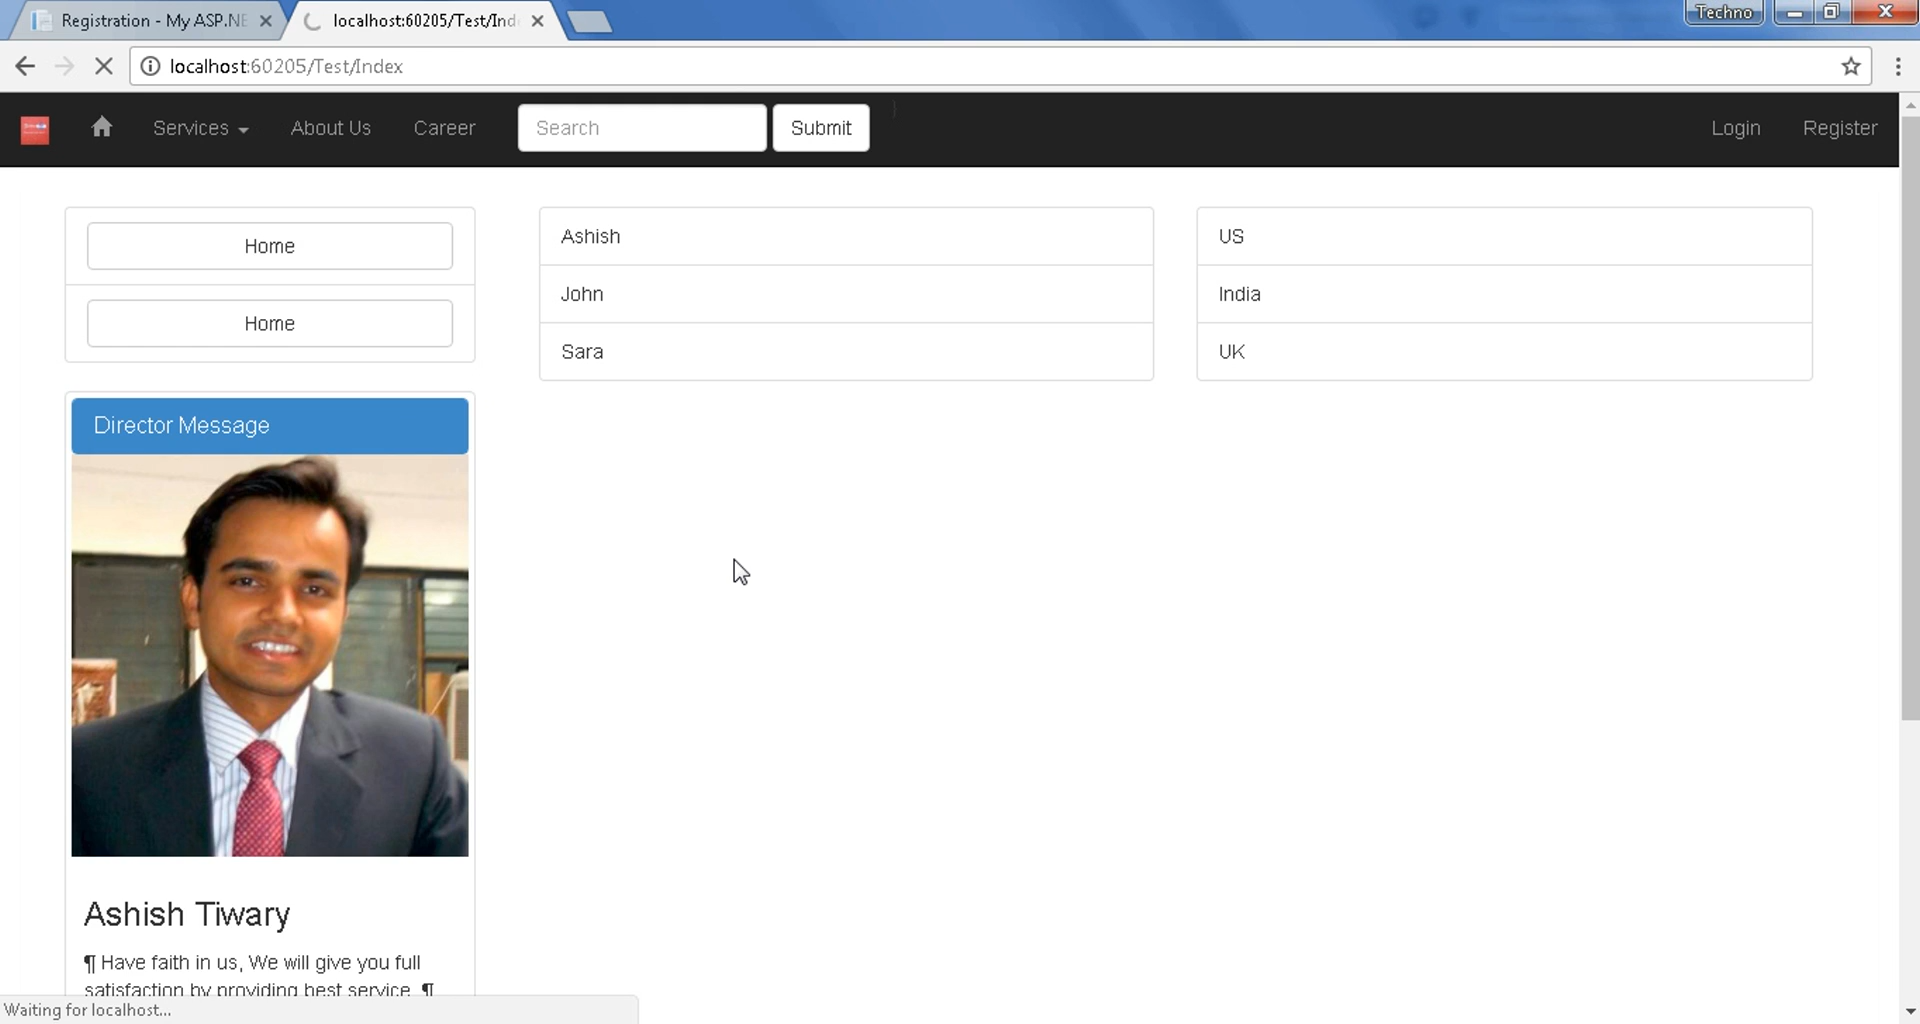 Registration - My ASP.NE
localhost:60205/Test/Ind
Techno
localhost:60205/Test/Index
Services
About Us
Career
Search
Submit
Login
Register
Home
Home
Ashish
John
Sara
US
India
UK
Director Message
Ashish Tiwary
¶ Have faith in us, We will give you full
satisfaction by providing best service. ¶
Waiting for localhost...